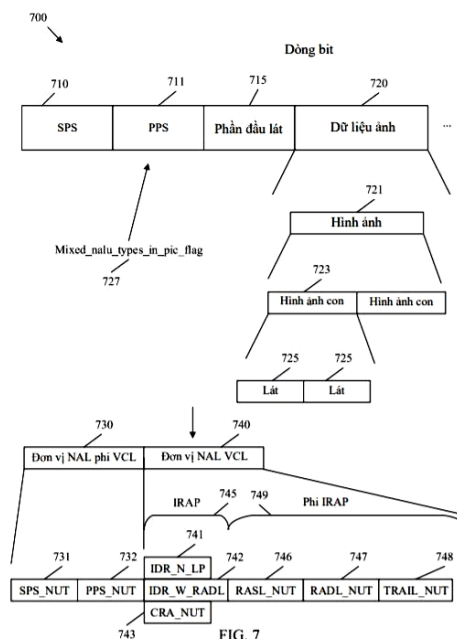 700
Dòng bit
710
711
715
720
SPS
PPS
Phần đầu lát
Dữ liệu ảnh
...
721
Hình ảnh
Mixed_nalu_types_in_pic_flag
727
723
Hình ảnh con
Hình ảnh con
725
725
Lát
Lát
730
740
Đơn vị NAL phi VCL
Đơn vị NAL VCL
IRAP
745
749
Phi IRAP
741
731
732
IDR_N_LP
742
746
747
748
SPS_NUT
PPS_NUT
IDR_W_RADL
RASL_NUT
RADL_NUT
TRAIL_NUT
CRA_NUT
743
FIG. 7